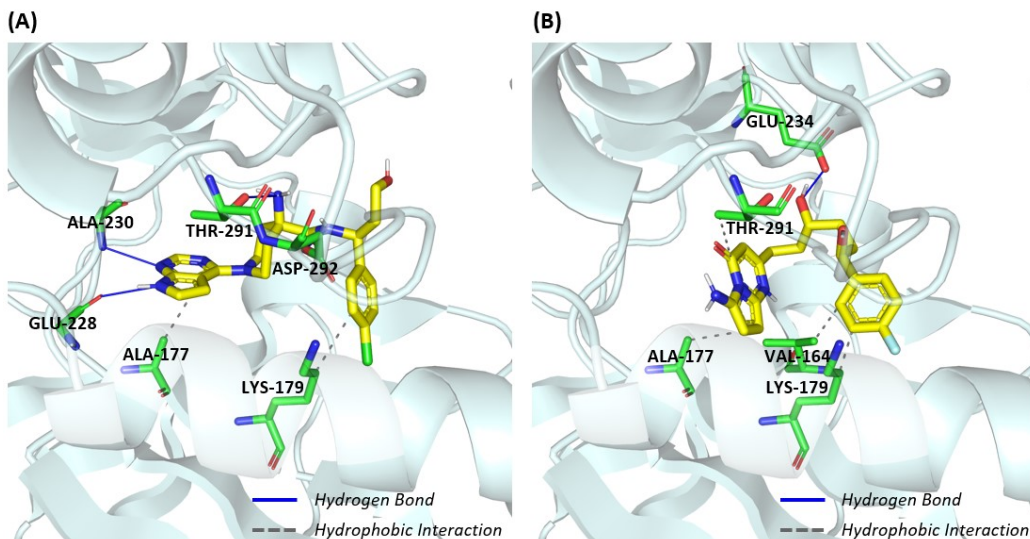 (A)
ALA-230
THR-291
ASP-292
GLU-228
ALA-177
LYS-179
Hydrogen Bond
Hydrophobic Interaction
(B)
GLU-234
THR-291
ALA-177
VAL-164
LYS-179
Hydrogen Bond
Hydrophobic Interaction